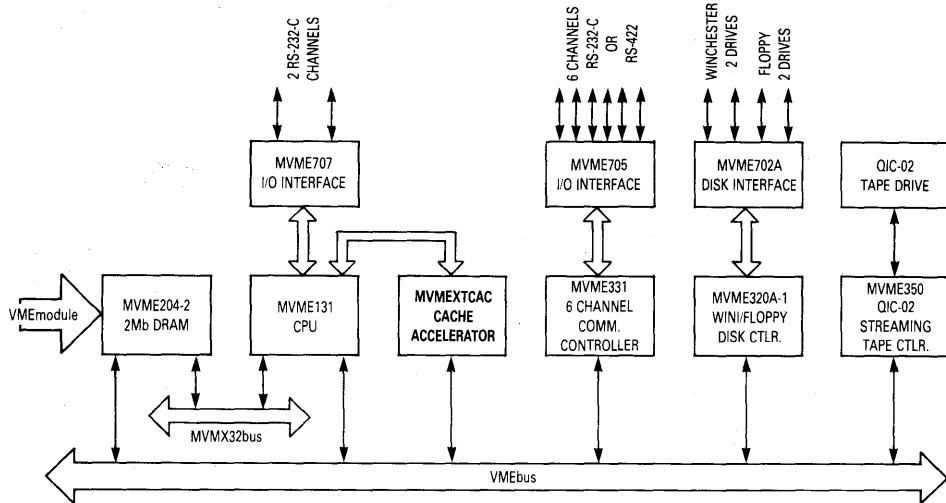 2 RS-232-C
CHANNELS
6 CHANNELS
RS-232-C
OR
RS-422
WINCHESTER
2 DRIVES
FLOPPY
2 DRIVES
MVME707
I/O INTERFACE
MVME705
I/O INTERFACE
MVME702A
DISK INTERFACE
QIC-02
TAPE DRIVE
VMEmodule
MVME204-2
2Mb DRAM
MVME131
CPU
MVMEXTCAC
CACHE
ACCELERATOR
MVME331
6 CHANNEL
COMM.
CONTROLLER
MVME320A-1
WINI/FLOPPY
DISK CTLR.
MVME350
QIC-02
STREAMING
TAPE CTLR.
MVMX32bus
VMEbus